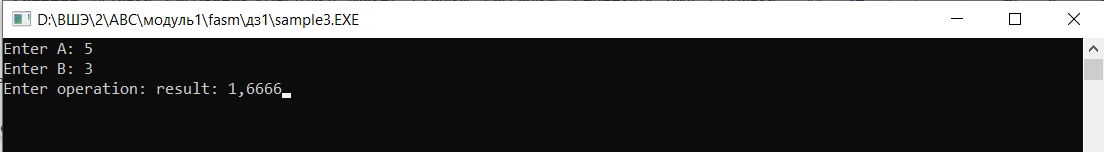 D:\ВШЭ\2\АВС\модуль1\fasm\дз1\sample3.EXE
Enter A: 5
Enter B: 3
Enter operation: result: 1,6666